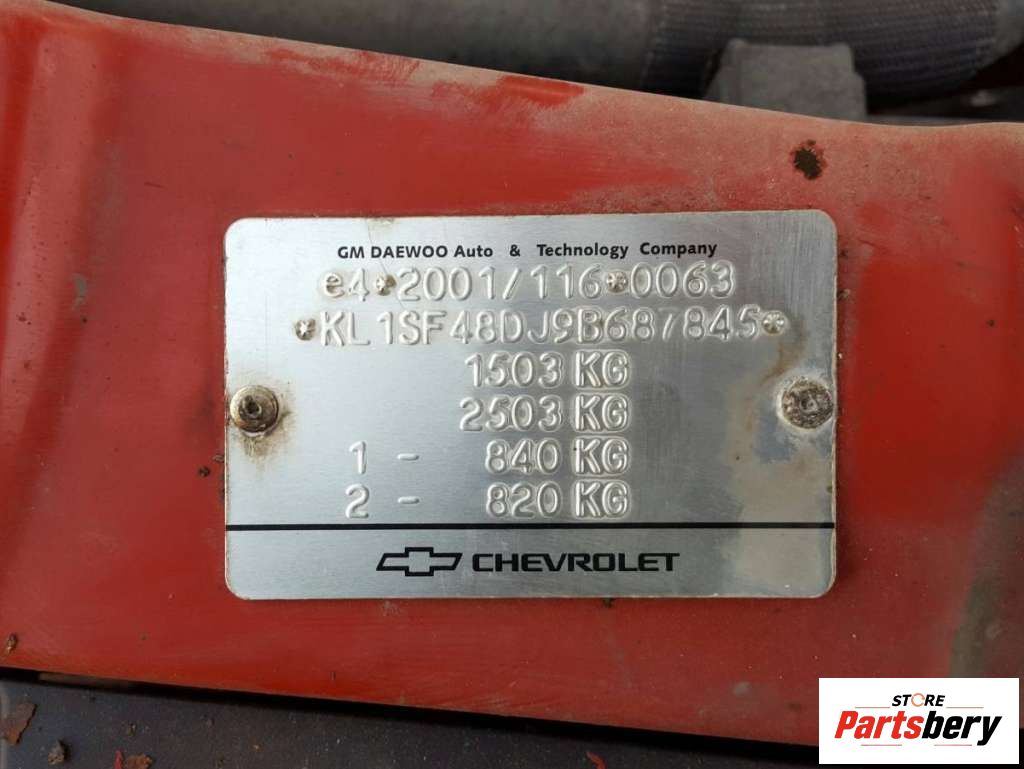 GM DAEWOO Auto & Technology Company
e4*2001/116*0063
*KL1SF48DJ9B687845*
1503 KG
2503 KG
1 - 840 KG
2 - 820 KG
CHEVROLET
STORE
Partsbery